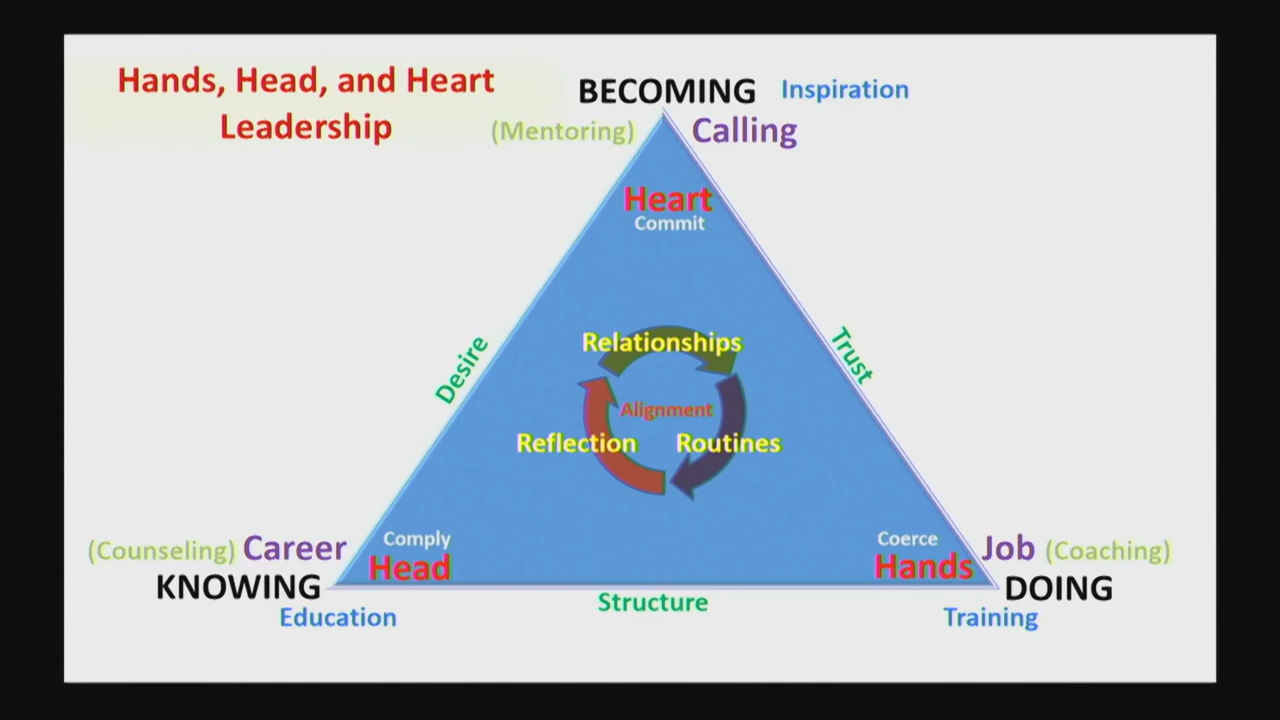 Hands, Head, and Heart
Leadership
BECOMING
Inspiration
(Mentoring)
Calling
Heart
Commit
Desire
Trust
Relationships
Alignment
Reflection
Routines
(Counseling)
Career
KNOWING
Education
Comply
Head
Structure
Coerce
Hands
Job
(Coaching)
DOING
Training